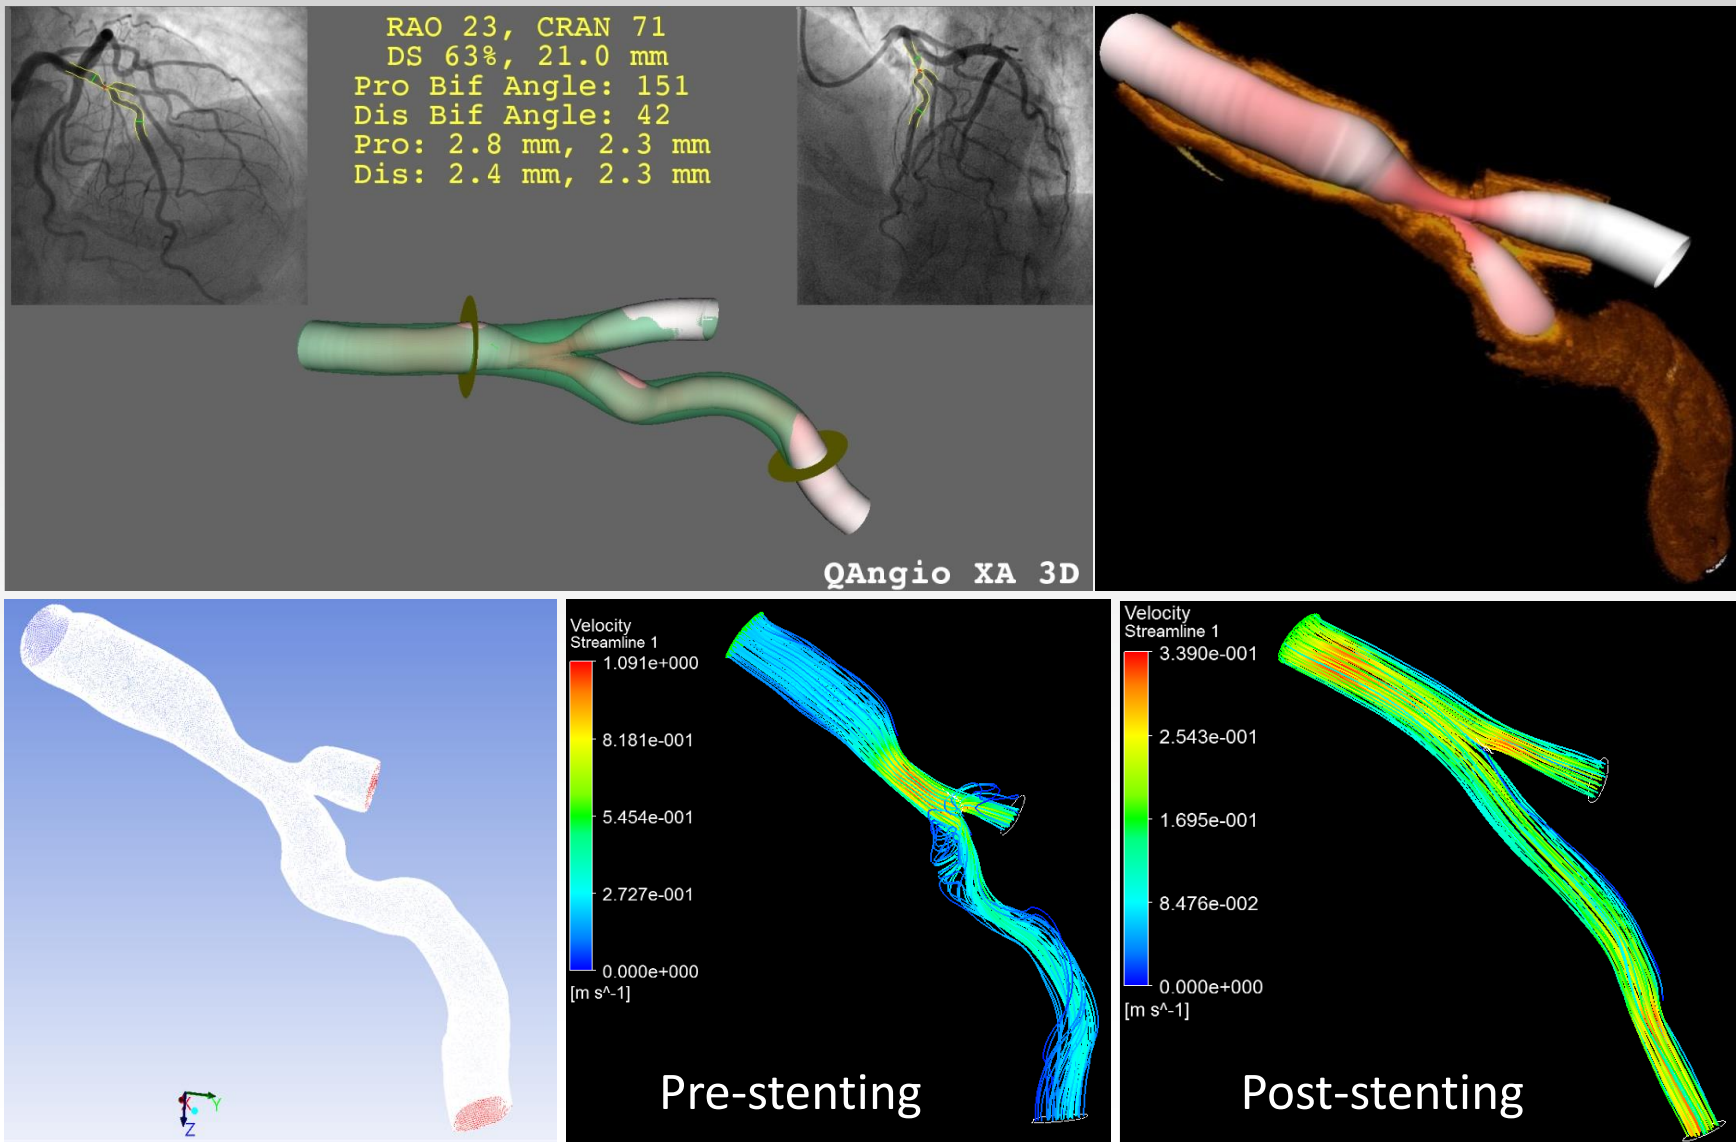 RAO 23, CRAN 71
DS 63%, 21.0 mm
Pro Bif Angle: 151
Dis Bif Angle: 42
Pro: 2.8 mm, 2.3 mm
Dis: 2.4 mm, 2.3 mm
QAngio XA 3D
X
Y
Z
Velocity
Streamline 1
1.091e+000
8.181e-001
5.454e-001
2.727e-001
0.000e+000
[m s^-1]
Pre-stenting
Velocity
Streamline 1
3.390e-001
2.543e-001
1.695e-001
8.476e-002
0.000e+000
[m s^-1]
Post-stenting